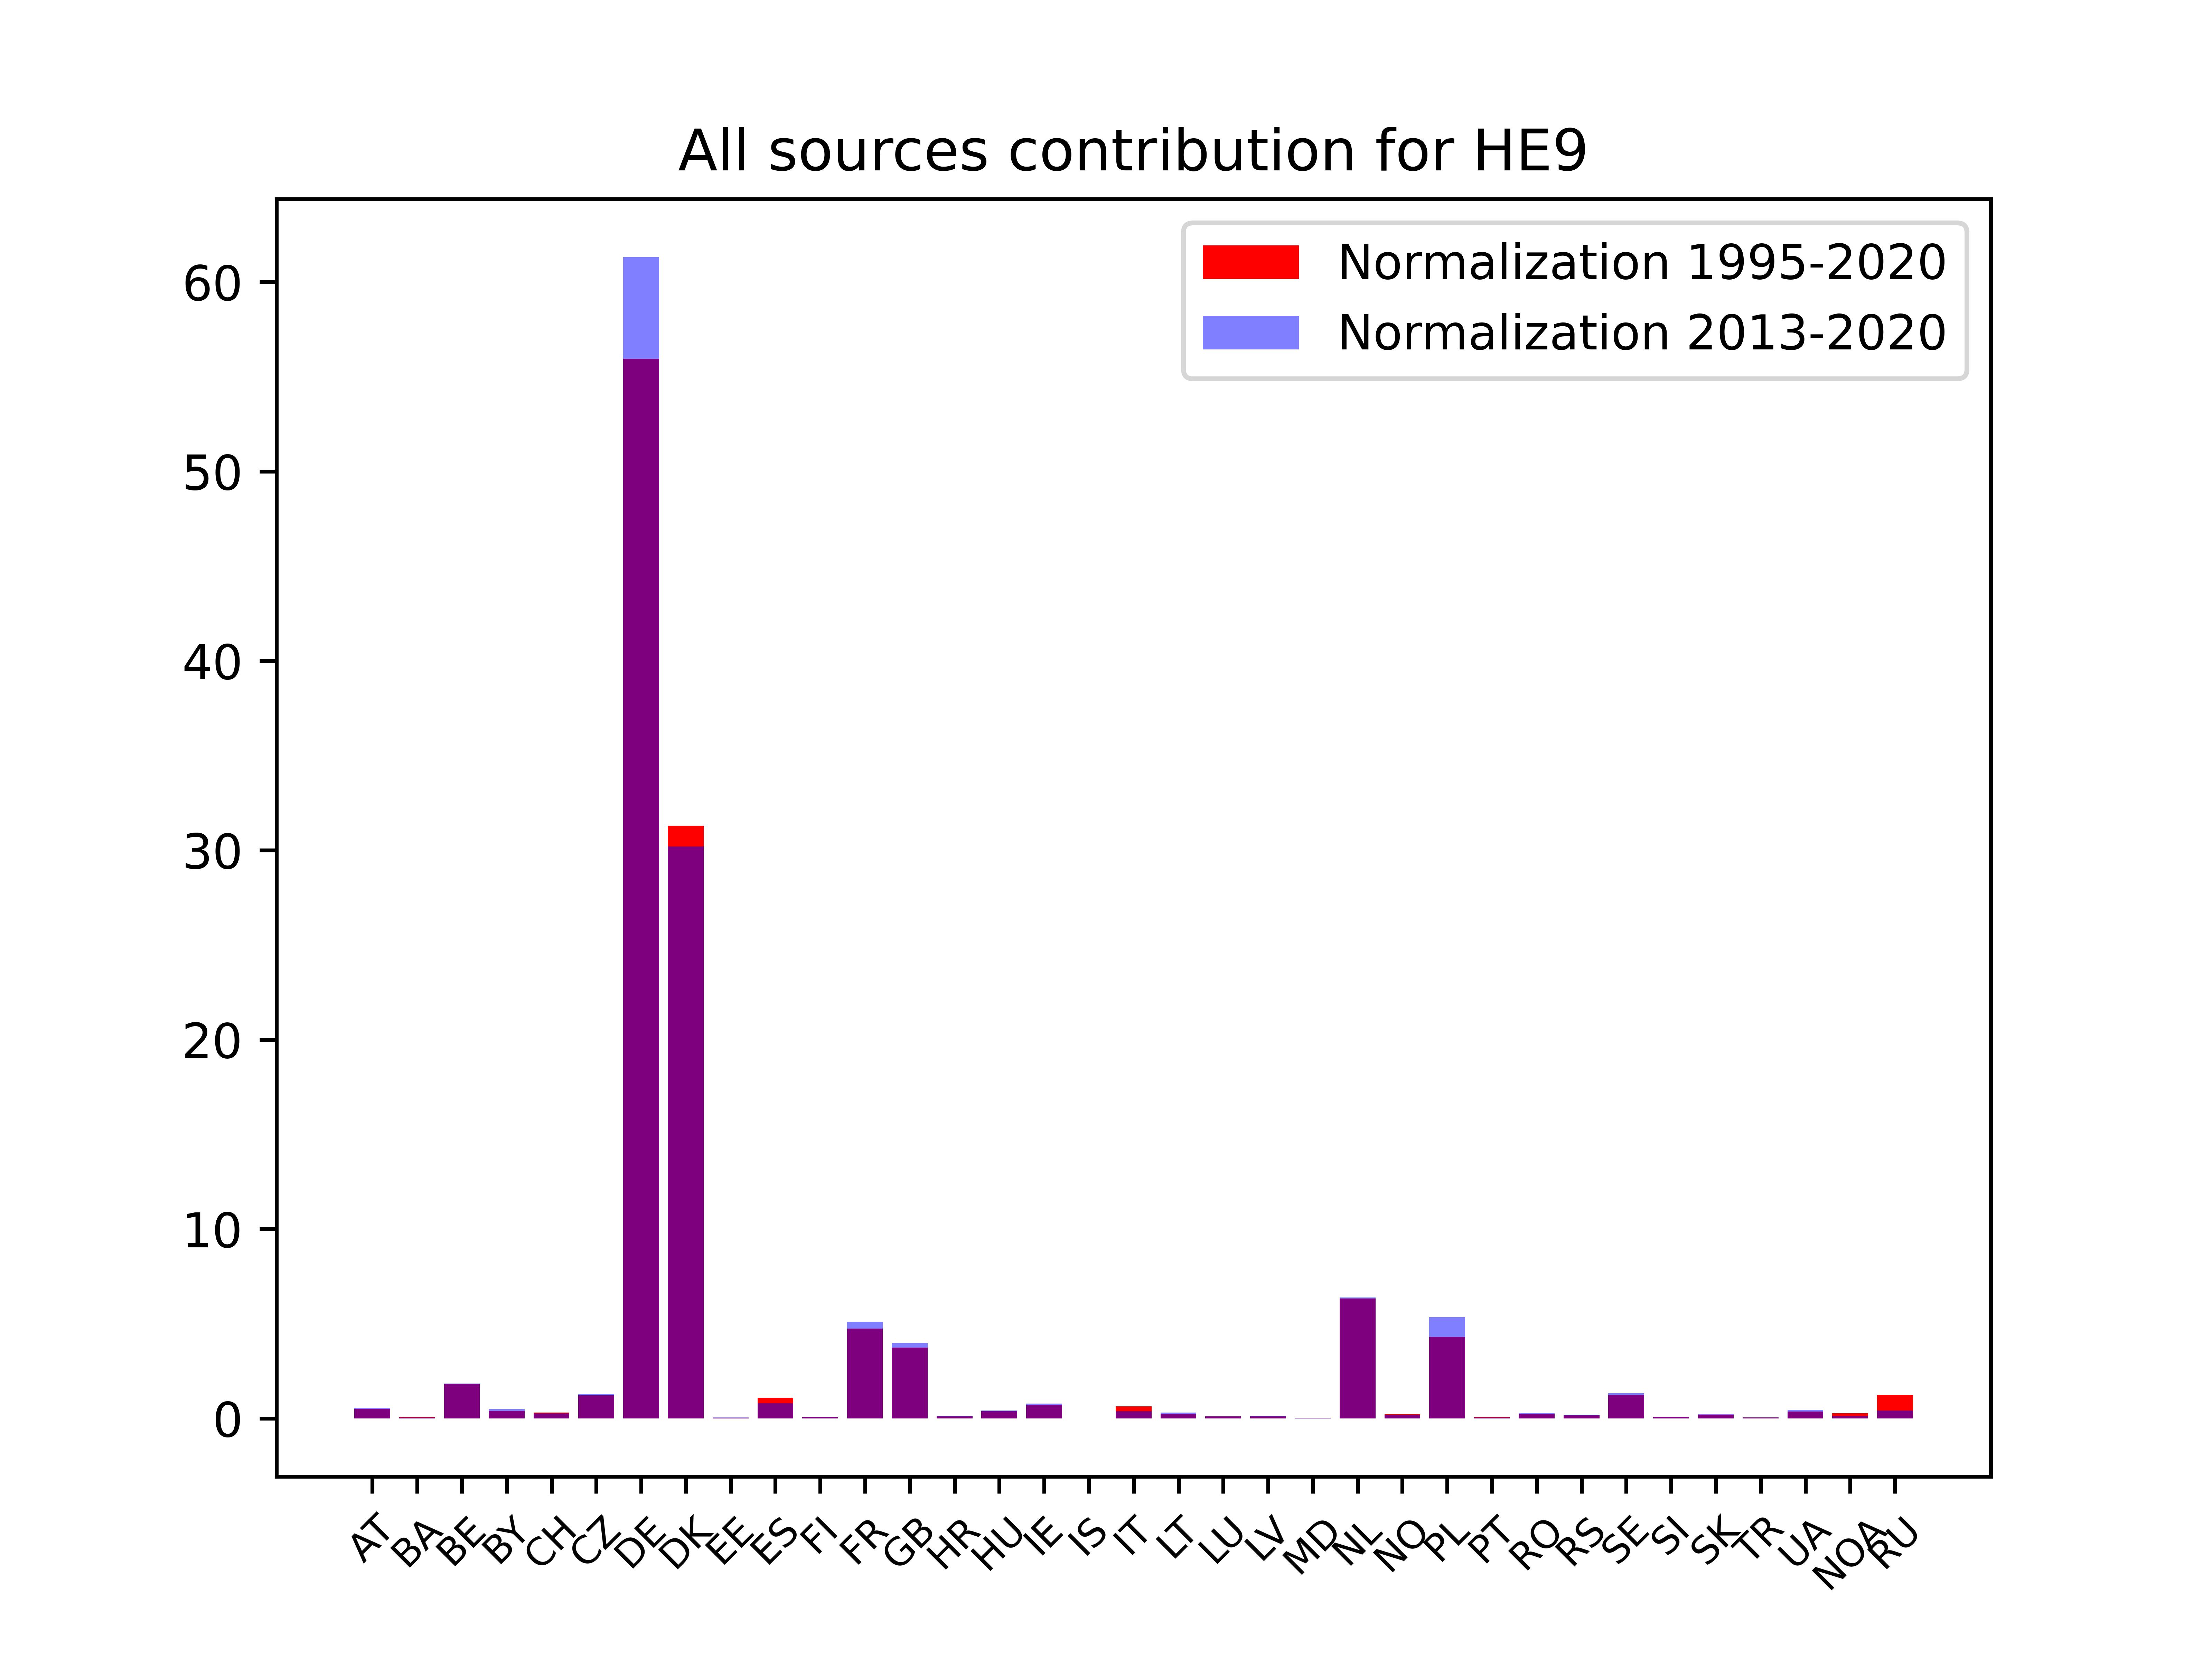 All sources contribution for HE9
Normalization 1995-2020
Normalization 2013-2020
60
50
40
30
20
10
0
AT BA BE BY CH CZ DE DK EE ES FI FR GB HR HU IE IS IT LT LU LV MD NL NO PL PT RO RS SE SI SK TR UA NOA RU